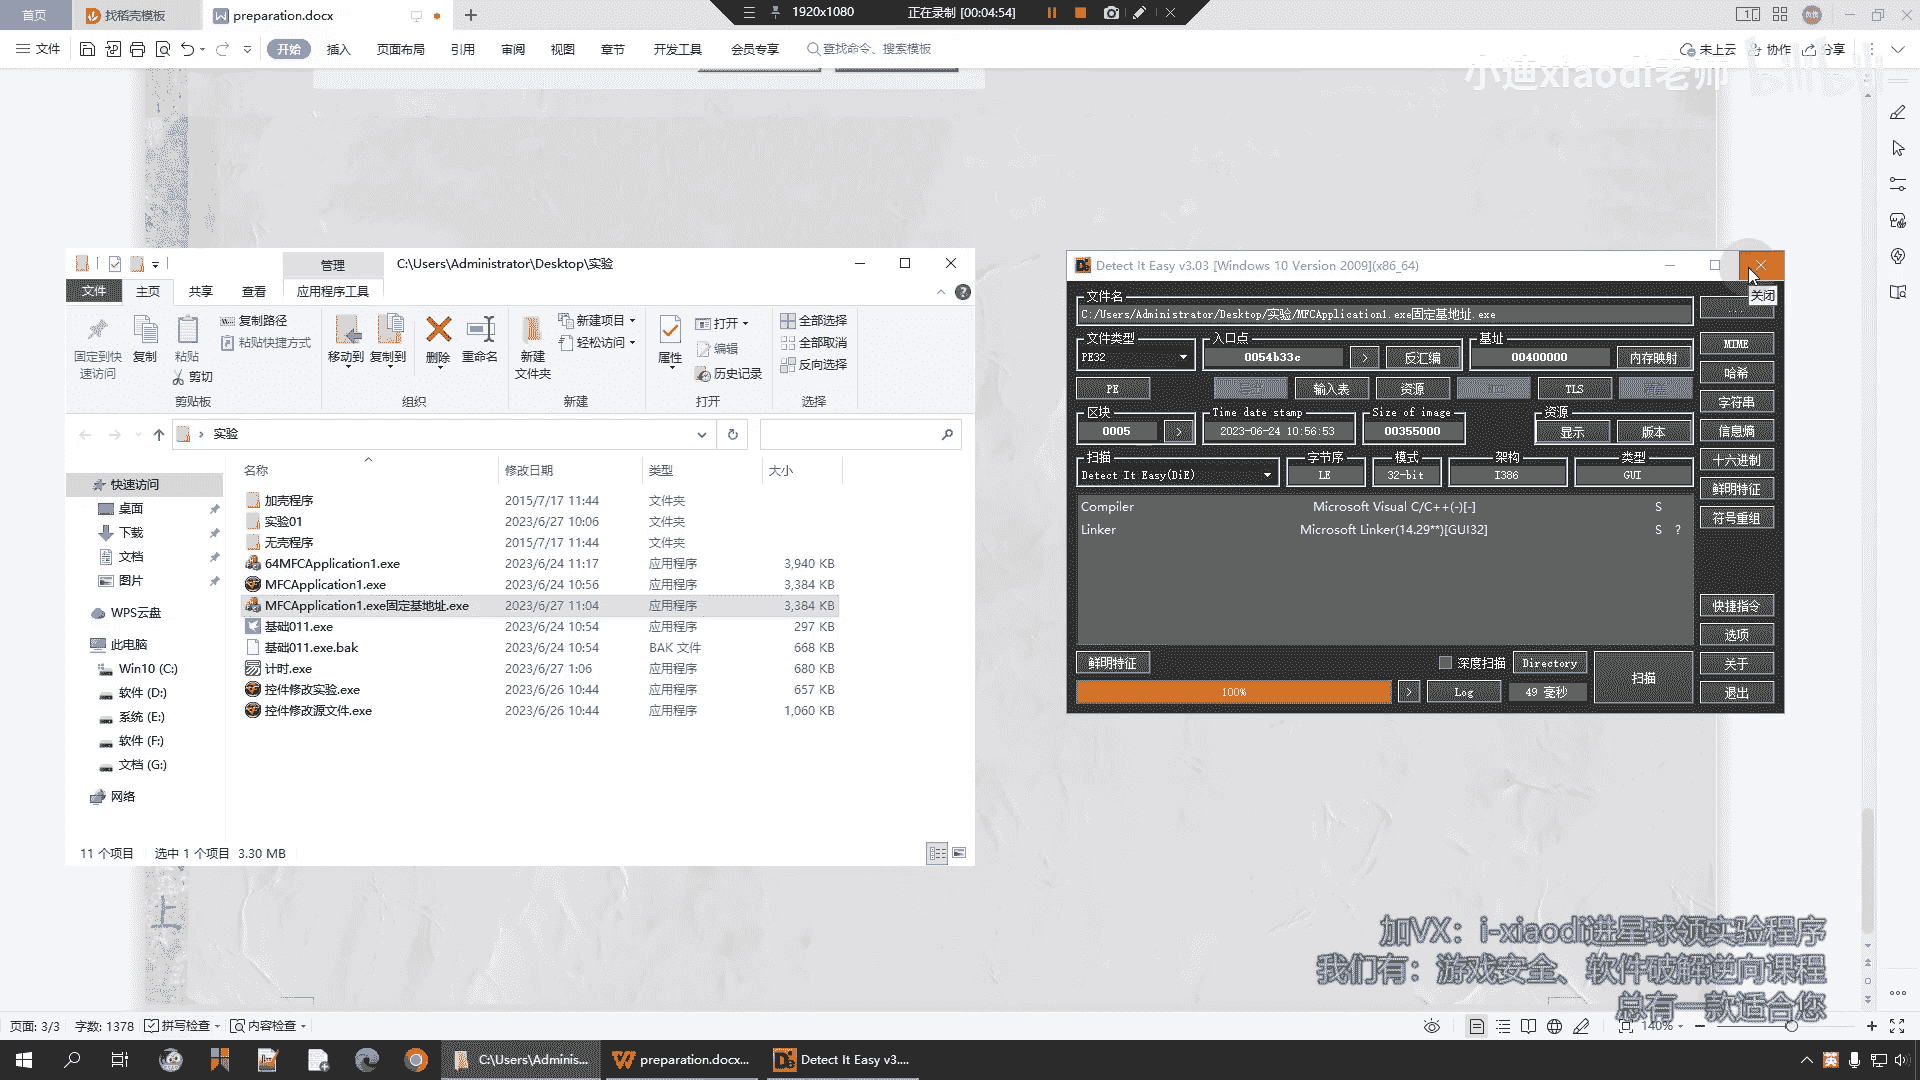 首页
找稻壳模板
preparation.docx
1920x1080
正在录制 [00:04:54]
文件
开始
插入
页面布局
引用
审阅
视图
章节
开发工具
会员专享
查找命令、搜索模板
未上云
协作
分享
小迪xiaodi老师
bilibili
管理
C:\Users\Administrator\Desktop\实验
文件
主页
共享
查看
应用程序工具
固定到快速访问
复制
粘贴
复制路径
粘贴快捷方式
剪切
移动到
复制到
删除
重命名
新建
文件夹
新建项目
轻松访问
属性
打开
编辑
历史记录
全部选择
全部取消
反向选择
剪贴板
组织
新建
打开
选择
实验
名称
修改日期
类型
大小
快速访问
桌面
下载
文档
图片
WPS云盘
此电脑
Win10 (C:)
软件 (D:)
系统 (E:)
软件 (F:)
文档 (G:)
网络
加壳程序 2015/7/17 11:44 文件夹
实验01 2023/6/27 10:06 文件夹
无壳程序 2015/7/17 11:44 文件夹
64MFCApplication1.exe 2023/6/24 11:17 应用程序 3,940 KB
MFCApplication1.exe 2023/6/24 10:56 应用程序 3,384 KB
MFCApplication1.exe固定基地址.exe 2023/6/27 11:04 应用程序 3,384 KB
基础011.exe 2023/6/24 10:54 应用程序 297 KB
基础011.exe.bak 2023/6/24 10:54 BAK 文件 668 KB
计时.exe 2023/6/27 1:06 应用程序 680 KB
控件修改实验.exe 2023/6/26 10:44 应用程序 657 KB
控件修改源文件.exe 2023/6/26 10:44 应用程序 1,060 KB
11 个项目 选中 1 个项目 3.30 MB
Detect It Easy v3.03 [Windows 10 Version 2009](x86_64)
关闭
文件名
C:/Users/Administrator/Desktop/实验/MFCApplication1.exe固定基地址.exe
...
文件类型
入口点
基址
PE32
0054b33c
>
反汇编
00400000
内存映射
MIME
PE
输入表
资源
TLS
哈希
区块
Time date stamp
Size of image
资源
0005
>
2023-06-24 10:56:53
00355000
显示
版本
字符串
信息熵
扫描
字节序
模式
架构
类型
Detect It Easy(DiE)
LE
32-bit
I386
GUI
十六进制
鲜明特征
符号重组
Compiler Microsoft Visual C/C++(-)[-] S
Linker Microsoft Linker(14.29**)[GUI32] S ?
快捷指令
选项
关于
退出
鲜明特征
深度扫描
Directory
扫描
100%
>
Log
49 毫秒
上
加VX：i-xiaodi进星球领实验程序
我们有：游戏安全、软件破解逆向课程
总有一款适合您
页面: 3/3
字数: 1378
拼写检查
内容检查
140%
C:\Users\Adminis...
preparation.docx...
Detect It Easy v3....